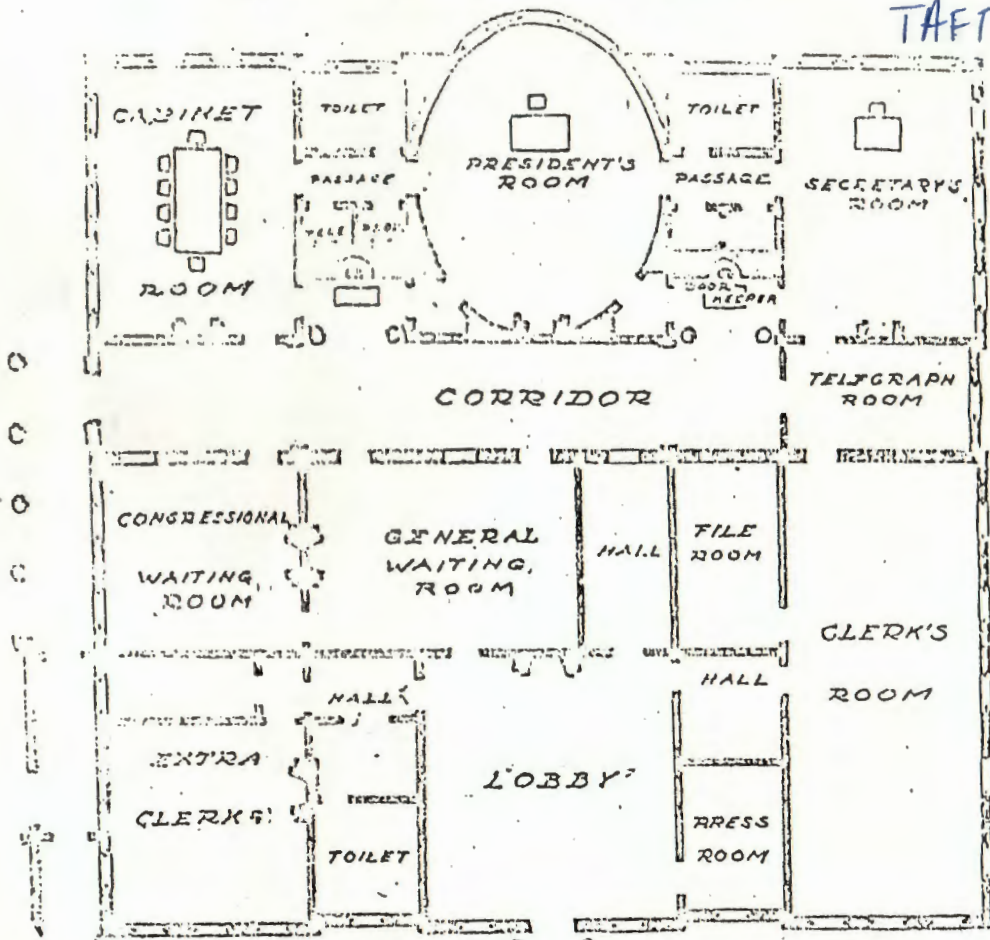 TAFT
CABINET
ROOM
TOILET
PASSAGE
TELE
PRESIDENT'S
ROOM
TOILET
PASSAGE
DOOR
KEEPER
SECRETARY'S
ROOM
CORRIDOR
TELEGRAPH
ROOM
CONGRESSIONAL
WAITING
ROOM
GENERAL
WAITING
ROOM
HALL
FILE
ROOM
CLERK'S
ROOM
HALL
HALL
EXTRA
CLERKS
LOBBY
TOILET
PRESS
ROOM